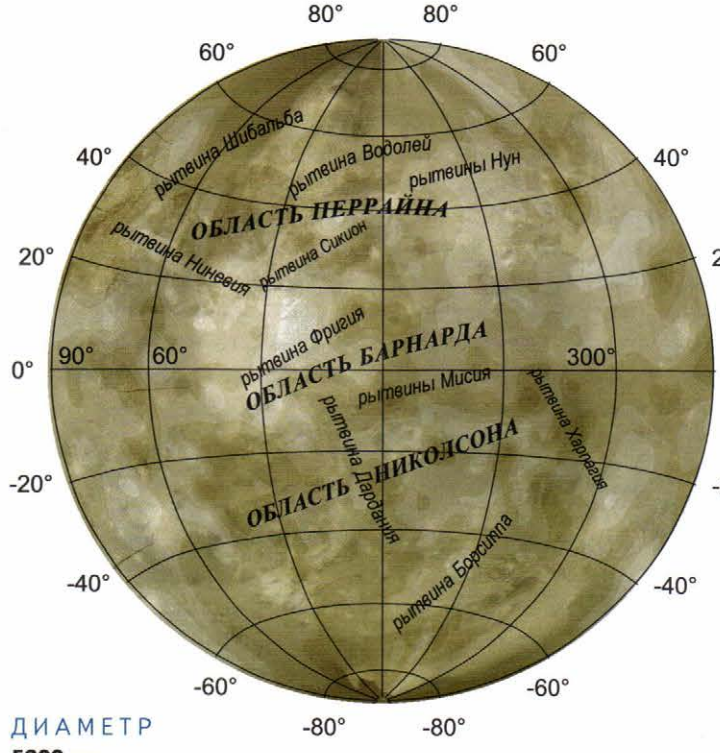 80° 80°
60° 60°
рытвина Шибальба
рытвина Водолей
40° 40°
рытвины Нун
ОБЛАСТЬ ПЕРРАЙНА
рытвина Ниневия
рытвина Сикион
20°
рытвина Фригия
ОБЛАСТЬ БАРНАРДА
0° 90° 60° 300°
рытвины Мисия
рытвина Дардания
рытвина Харпагия
ОБЛАСТЬ НИКОЛСОНА
-20°
рытвина Борсиппа
-40° -40°
-60° -60°
-80° -80°
ДИАМЕТР